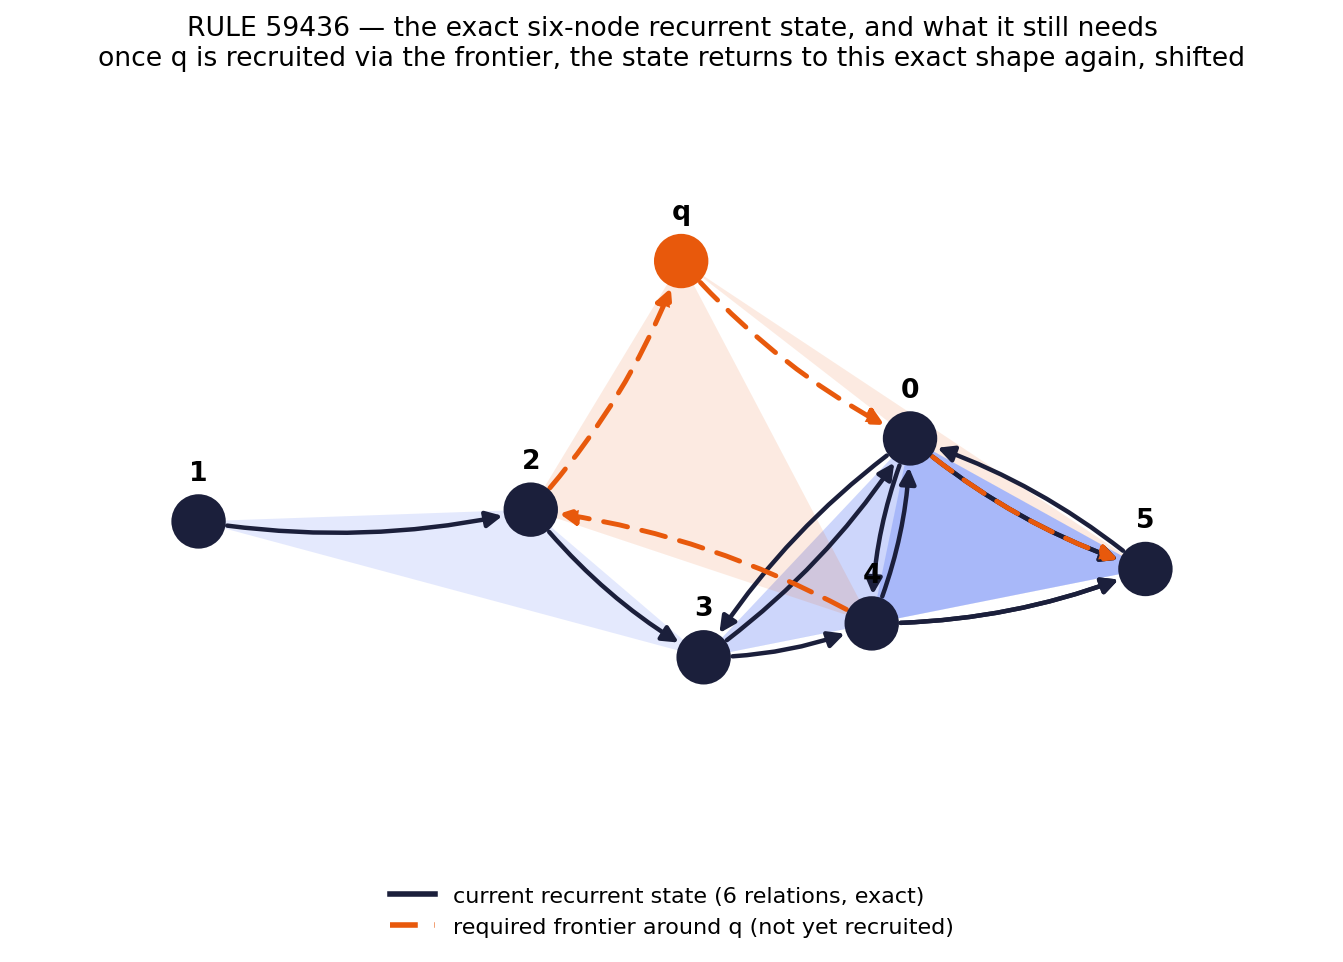 RULE 59436 — the exact six-node recurrent state, and what it still needs
once q is recruited via the frontier, the state returns to this exact shape again, shifted
q
0
1
2
5
4
3
current recurrent state (6 relations, exact)
required frontier around q (not yet recruited)